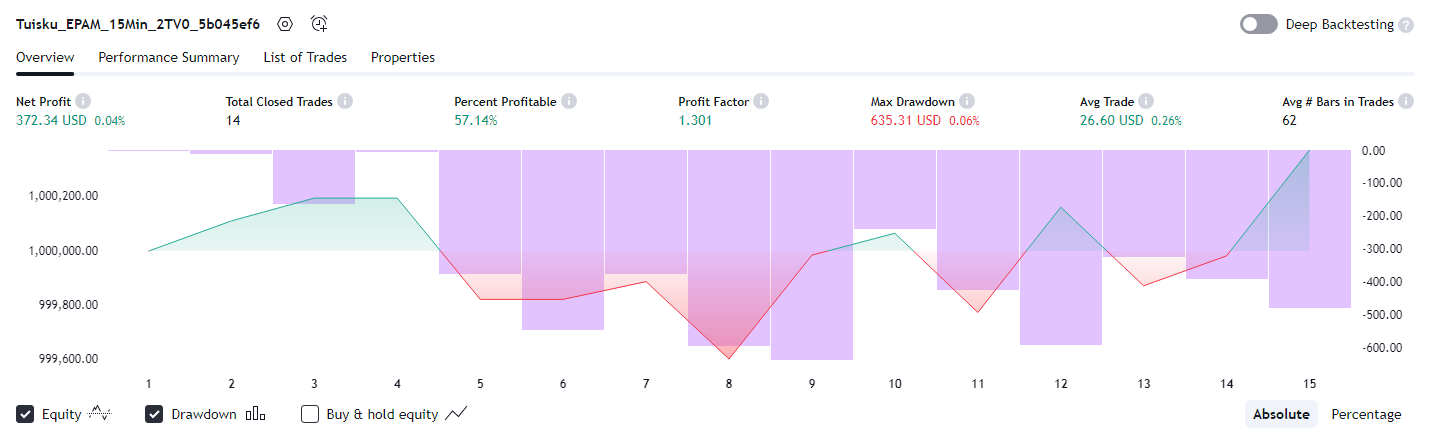 Tuisku_EPAM_15Min_2TV0_5b045ef6
Deep Backtesting ?
Overview Performance Summary List of Trades Properties
Net Profit Total Closed Trades Percent Profitable Profit Factor Max Drawdown Avg Trade Avg # Bars in Trades
372.34 USD 0.04% 14 57.14% 1.301 635.31 USD 0.06% 26.60 USD 0.26% 62
0.00
-100.00
1,000,200.00
-200.00
1,000,000.00
-300.00
-400.00
999,800.00
-500.00
-600.00
999,600.00
1 2 3 4 5 6 7 8 9 10 11 12 13 14 15
Equity Drawdown Buy & hold equity Absolute Percentage